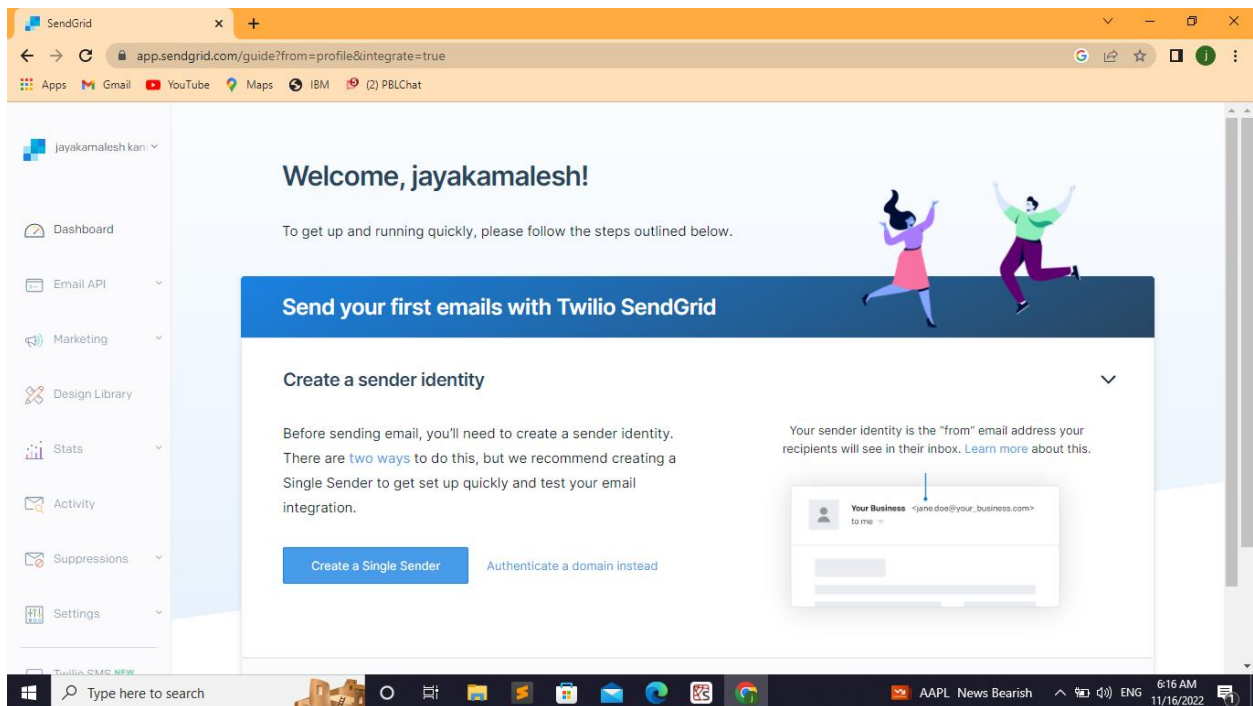 SendGrid
app.sendgrid.com/guide?from=profile&integrate=true
Apps Gmail YouTube Maps IBM (2) PBLChat
jayakamalesh kan
Welcome, jayakamalesh!
To get up and running quickly, please follow the steps outlined below.
Dashboard
Email API
Marketing
Design Library
Stats
Activity
Suppressions
Settings
Twilio SMS NEW
Send your first emails with Twilio SendGrid
Create a sender identity
Before sending email, you'll need to create a sender identity.
There are two ways to do this, but we recommend creating a
Single Sender to get set up quickly and test your email
integration.
Create a Single Sender
Authenticate a domain instead
Your sender identity is the "from" email address your
recipients will see in their inbox. Learn more about this.
Your Business <jane.doe@your_business.com>
to me
Type here to search
AAPL News Bearish
ENG
6:16 AM
11/16/2022